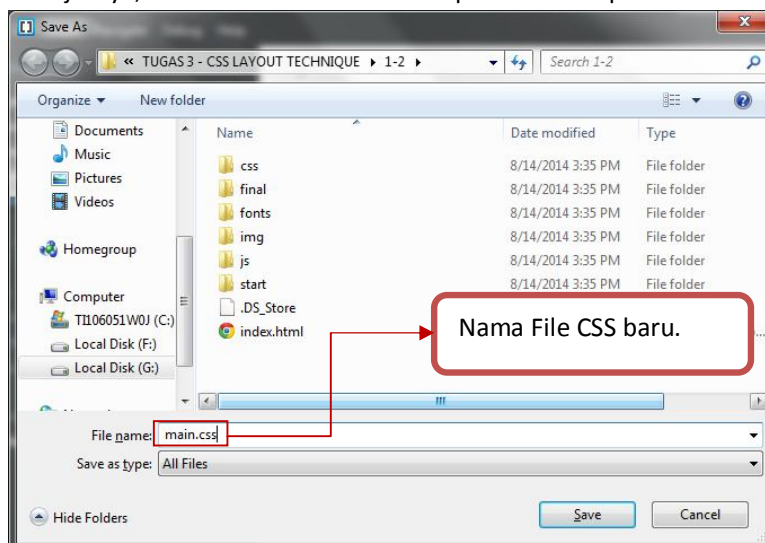 Save As
« TUGAS 3 - CSS LAYOUT TECHNIQUE ▸ 1-2 ▸
Search 1-2
Organize ▾ New folder
Name Date modified Type
Documents
Music
Pictures
Videos
Homegroup
Computer
TI106051W0J (C:)
Local Disk (F:)
Local Disk (G:)
css 8/14/2014 3:35 PM File folder
final 8/14/2014 3:35 PM File folder
fonts 8/14/2014 3:35 PM File folder
img 8/14/2014 3:35 PM File folder
js 8/14/2014 3:35 PM File folder
start 8/14/2014 3:35 PM File folder
.DS_Store
index.html
Nama File CSS baru.
File name: main.css
Save as type: All Files
Hide Folders
Save Cancel